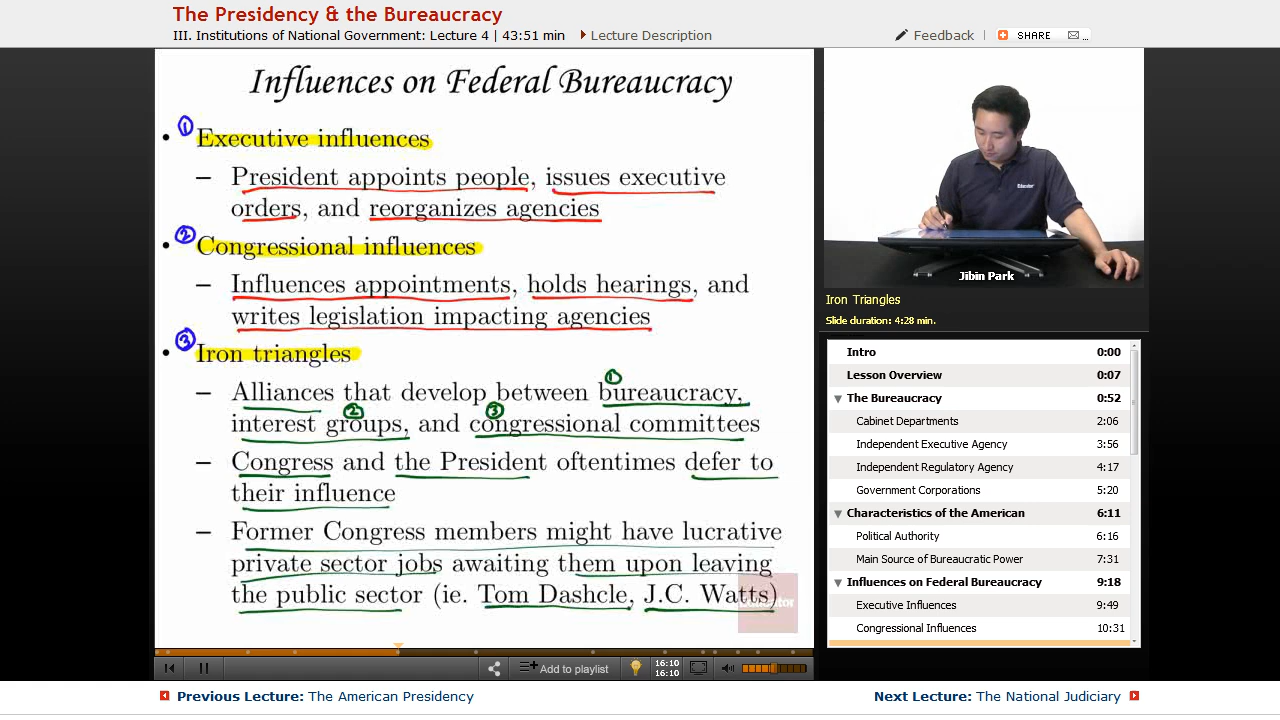 The Presidency & the Bureaucracy
III. Institutions of National Government: Lecture 4 | 43:51 min
Lecture Description
Feedback
SHARE
Influences on Federal Bureaucracy
① Executive influences
– President appoints people, issues executive
orders, and reorganizes agencies
② Congressional influences
– Influences appointments, holds hearings, and
writes legislation impacting agencies
③ Iron triangles
①
– Alliances that develop between bureaucracy,
② ③
interest groups, and congressional committees
– Congress and the President oftentimes defer to
their influence
– Former Congress members might have lucrative
private sector jobs awaiting them upon leaving
the public sector (ie. Tom Dashcle, J.C. Watts)
Educator
Jibin Park
Iron Triangles
Slide duration: 4:28 min.
Intro 0:00
Lesson Overview 0:07
The Bureaucracy 0:52
Cabinet Departments 2:06
Independent Executive Agency 3:56
Independent Regulatory Agency 4:17
Government Corporations 5:20
Characteristics of the American 6:11
Political Authority 6:16
Main Source of Bureaucratic Power 7:31
Influences on Federal Bureaucracy 9:18
Executive Influences 9:49
Congressional Influences 10:31
Add to playlist
16:10
16:10
Previous Lecture: The American Presidency
Next Lecture: The National Judiciary